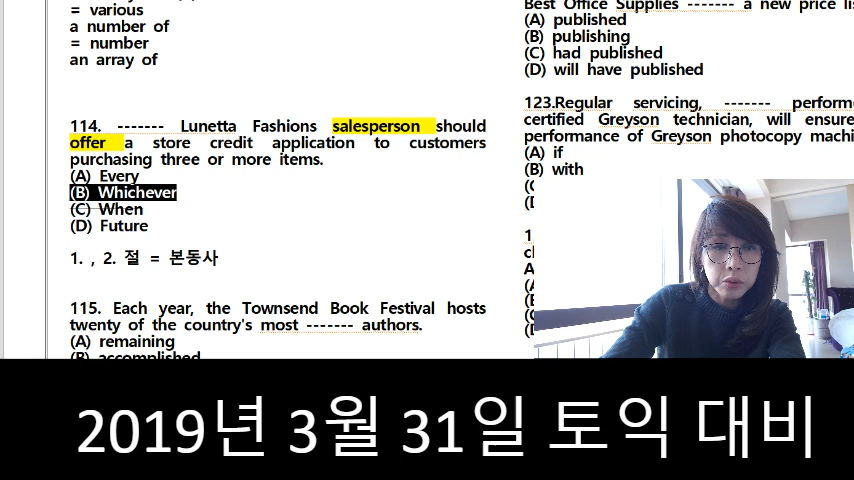 = various
a number of
= number
an array of
114. ------- Lunetta Fashions salesperson should
offer a store credit application to customers
purchasing three or more items.
(A) Every
(B) Whichever
(C) When
(D) Future
1. , 2. 절 = 본동사
115. Each year, the Townsend Book Festival hosts
twenty of the country's most ------- authors.
(A) remaining
(B) accomplished
Best Office Supplies ------- a new price
(A) published
(B) publishing
(C) had published
(D) will have published
123.Regular servicing, -------
certified Greyson technician, will ensure
performance of Greyson photocopy
(A) if
(B) with
2019년 3월 31일 토익 대비